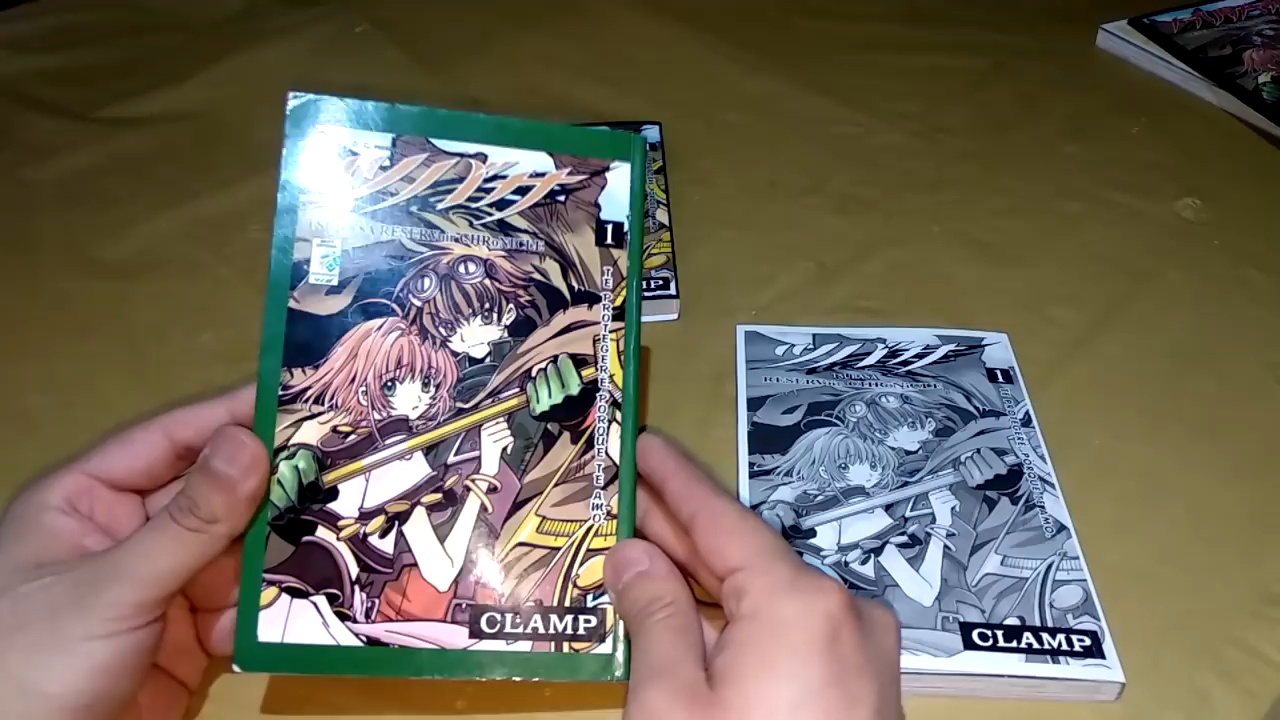 ツバサ
TSUBASA RESERVoir CHRoNiCLE
1
TE PROTEGERE PORQUE TE AMO
CLAMP
ツバサ
TSUBASA
RESERVoir CHRoNiCLE
1
TE PROTEGERE PORQUE TE AMO
CLAMP
MP